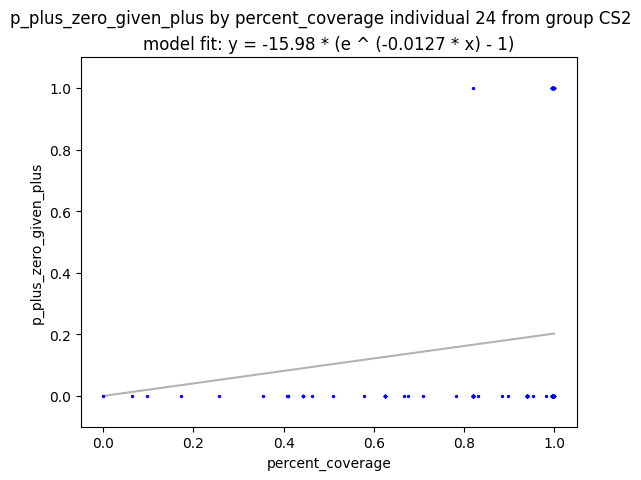 p_plus_zero_given_plus by percent_coverage individual 24 from group CS2
model fit: y = -15.98 * (e ^ (-0.0127 * x) - 1)
1.0
0.8
0.6
0.4
0.2
0.0
p_plus_zero_given_plus
0.0 0.2 0.4 0.6 0.8 1.0
percent_coverage